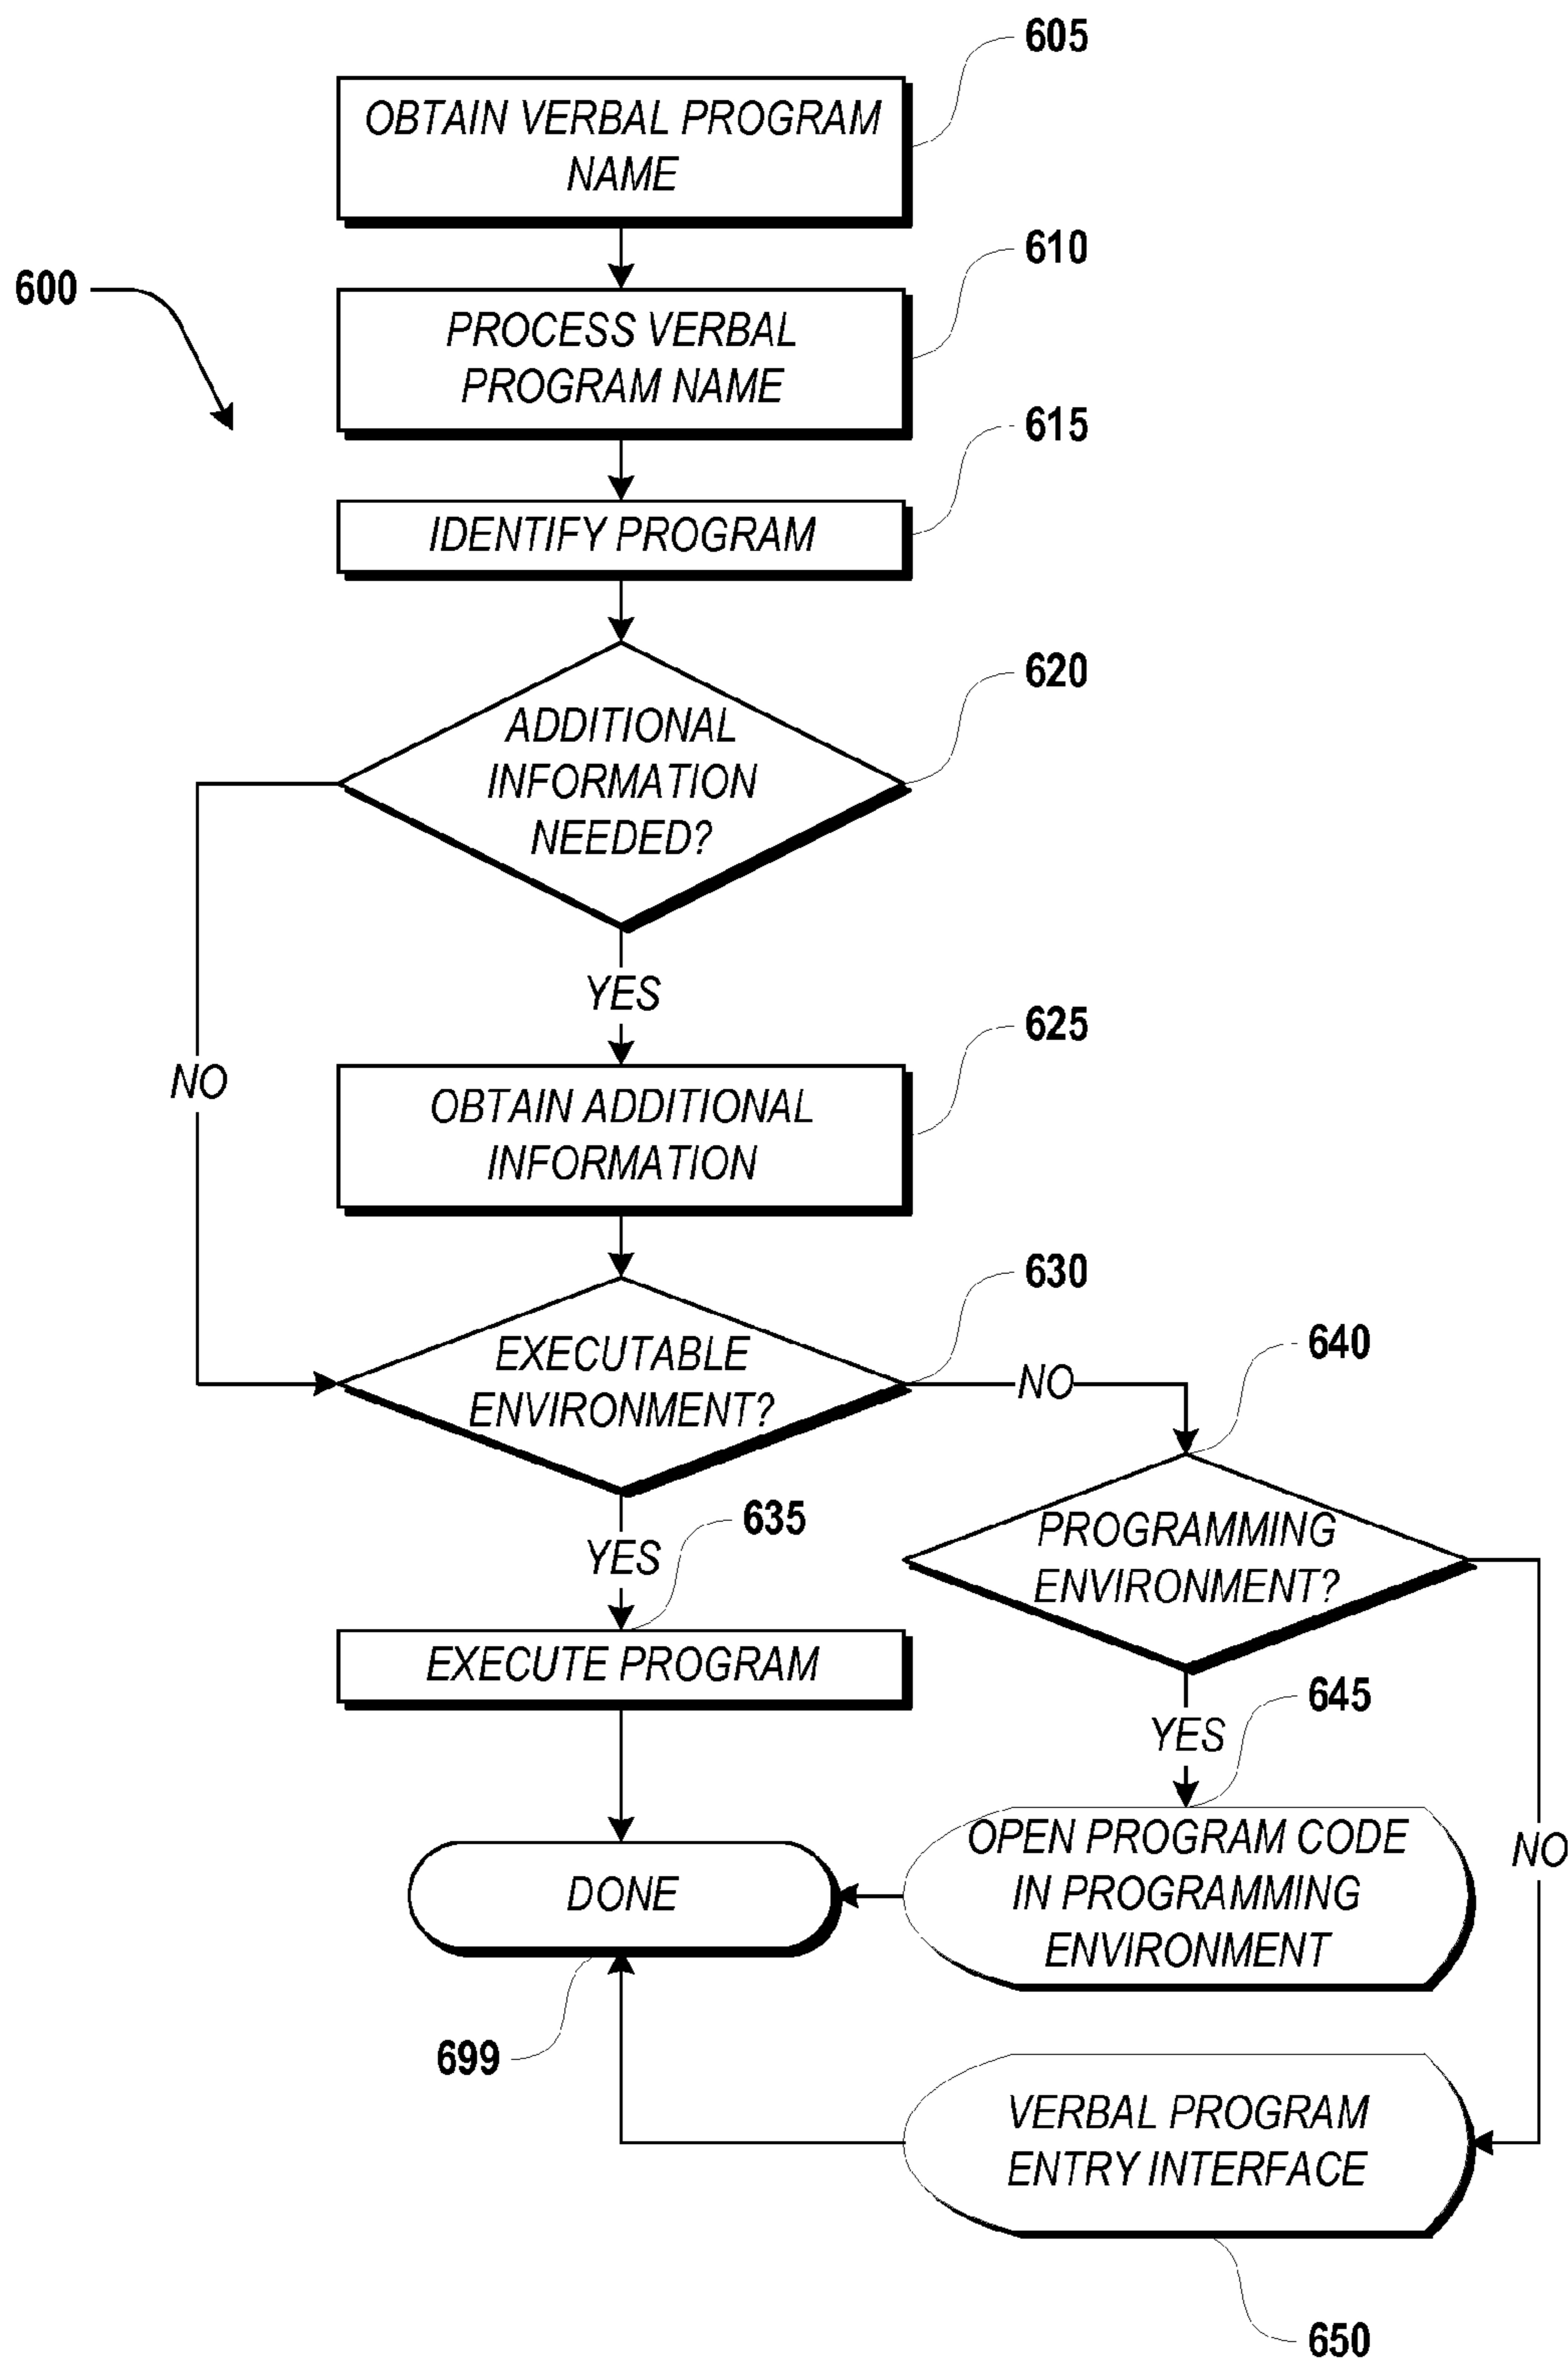 605
OBTAIN VERBAL PROGRAM
NAME
610
600
PROCESS VERBAL
PROGRAM NAME
615
IDENTIFY PROGRAM
620
ADDITIONAL
INFORMATION
NEEDED?
YES
625
NO
OBTAIN ADDITIONAL
INFORMATION
630
EXECUTABLE
ENVIRONMENT?
640
NO
635
YES
PROGRAMMING
ENVIRONMENT?
EXECUTE PROGRAM
645
YES
OPEN PROGRAM CODE
IN PROGRAMMING
ENVIRONMENT
NO
DONE
699
VERBAL PROGRAM
ENTRY INTERFACE
650